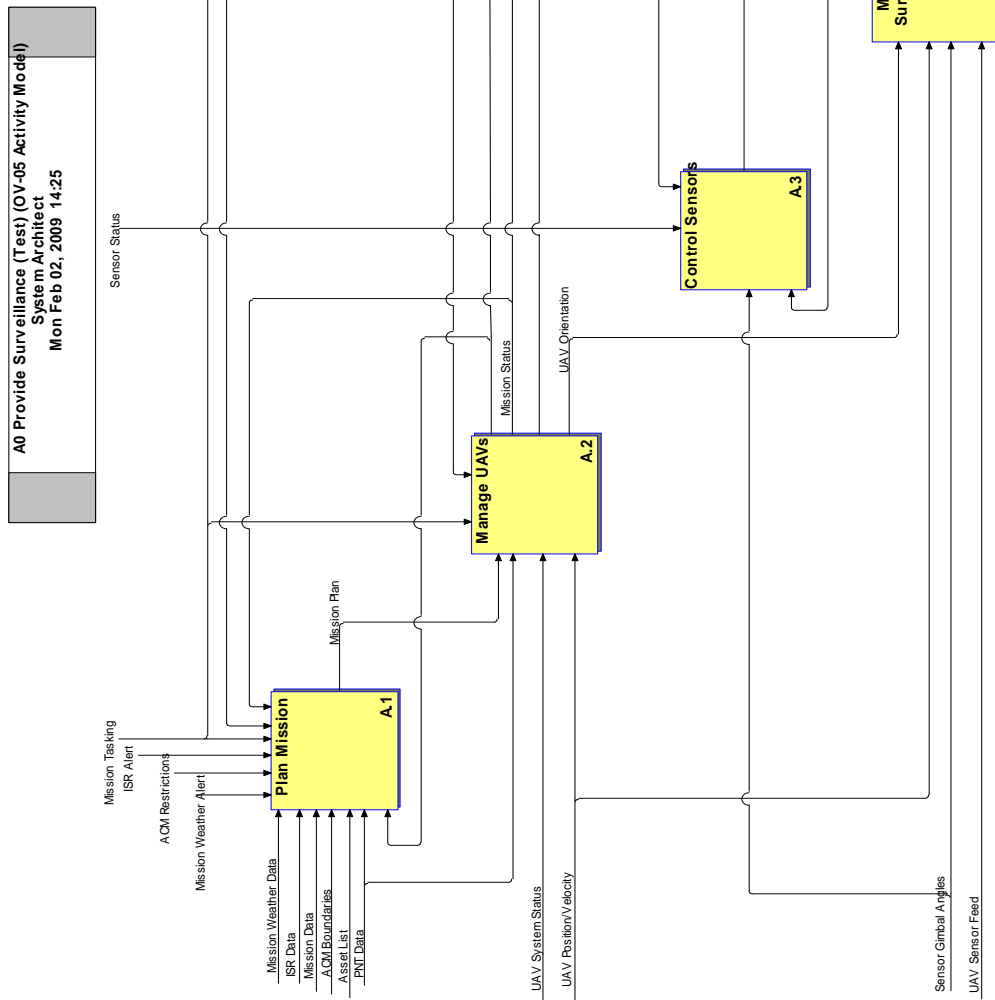 A0 Provide Surveillance (Test) (OV-05 Activity Model)
System Architect
Mon Feb 02, 2009 14:25
Sensor Status
Mission Tasking
ISR Alert
ACM Restrictions
Mission Weather Alert
Mission Weather Data
ISR Data
Mission Data
ACM Boundaries
Asset List
PNT Data
Plan Mission
A.1
Mission Plan
UAV System Status
UAV Position/Velocity
Manage UAVs
A.2
Mission Status
UAV Orientation
Control Sensors
A.3
Sensor Gimbal Angles
UAV Sensor Feed